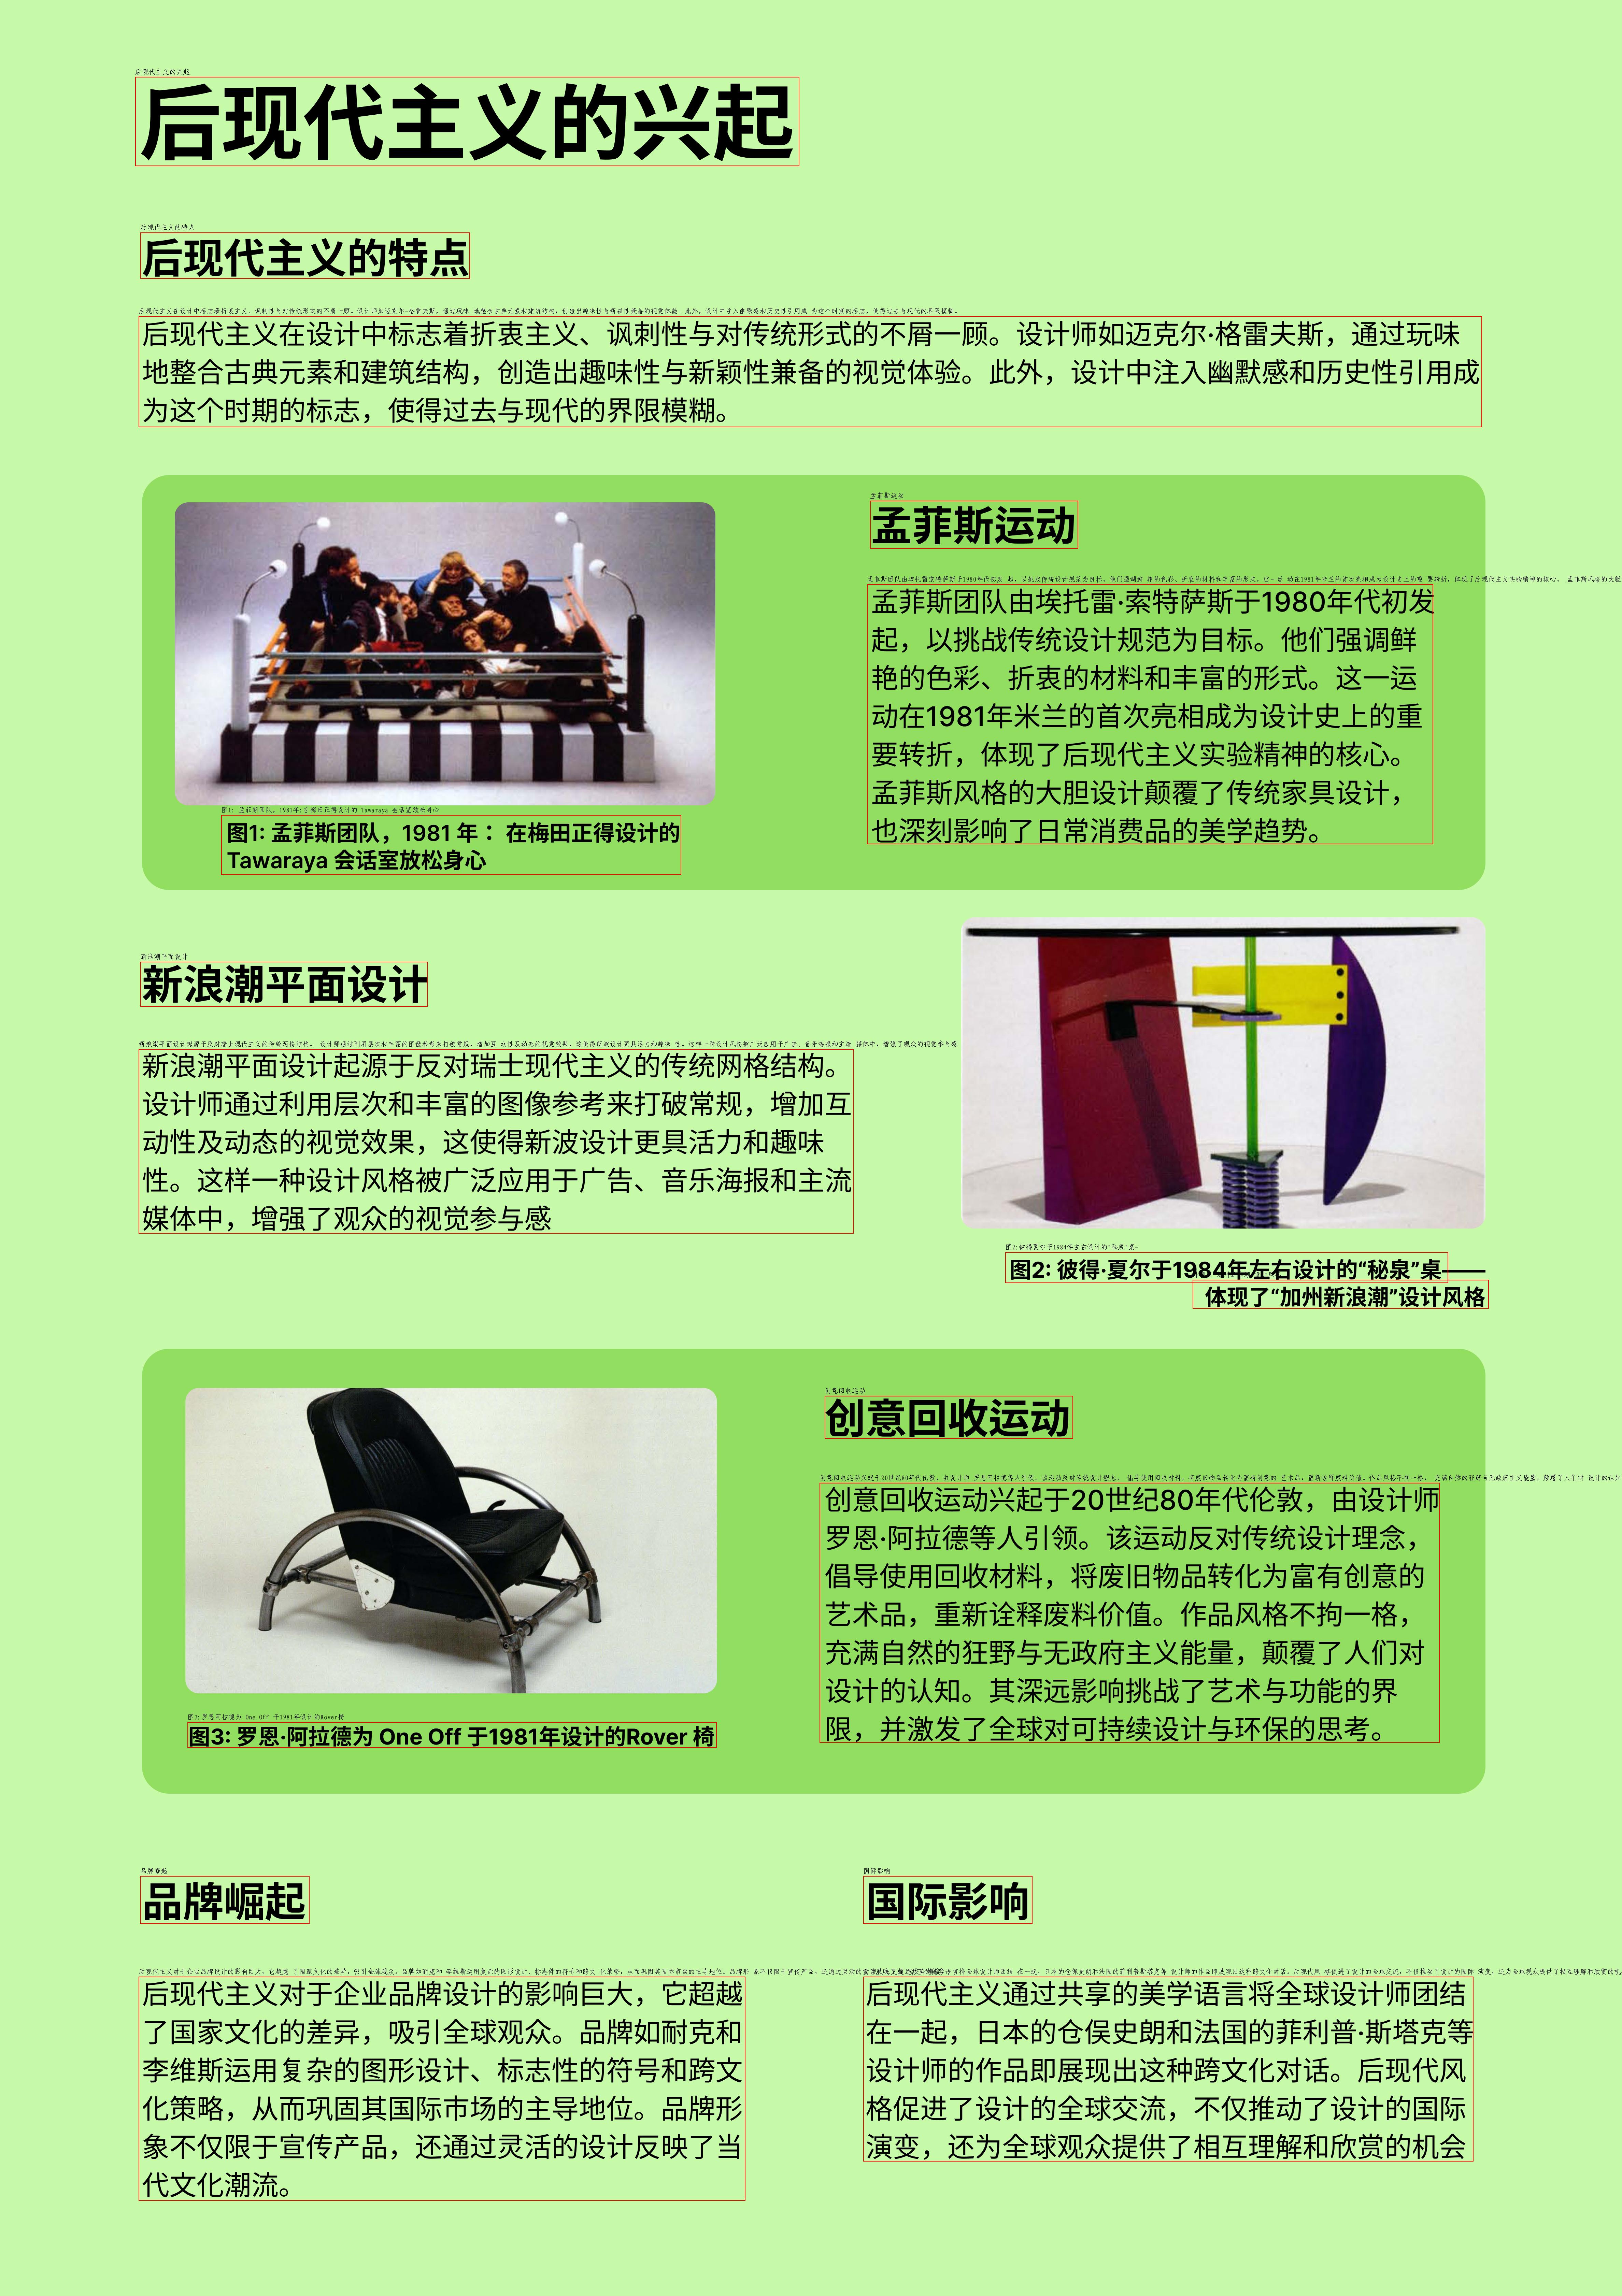 后现代主义的兴起
后现代主义的特点
后现代主义在设计中标志着折衷主义、讽刺性与对传统形式的不屑一顾。设计师如迈克尔·格雷夫斯，通过玩味
地整合古典元素和建筑结构，创造出趣味性与新颖性兼备的视觉体验。此外，设计中注入幽默感和历史性引用成
为这个时期的标志，使得过去与现代的界限模糊。
孟菲斯运动
孟菲斯团队由埃托雷·索特萨斯于1980年代初发
起，以挑战传统设计规范为目标。他们强调鲜
艳的色彩、折衷的材料和丰富的形式。这一运
动在1981年米兰的首次亮相成为设计史上的重
要转折，体现了后现代主义实验精神的核心。
孟菲斯风格的大胆设计颠覆了传统家具设计，
也深刻影响了日常消费品的美学趋势。
图1: 孟菲斯团队，1981 年： 在梅田正得设计的
Tawaraya 会话室放松身心
新浪潮平面设计
新浪潮平面设计起源于反对瑞士现代主义的传统网格结构。
设计师通过利用层次和丰富的图像参考来打破常规，增加互
动性及动态的视觉效果，这使得新波设计更具活力和趣味
性。这样一种设计风格被广泛应用于广告、音乐海报和主流
媒体中，增强了观众的视觉参与感
图2: 彼得·夏尔于1984年左右设计的“秘泉”桌——
体现了“加州新浪潮”设计风格
创意回收运动
创意回收运动兴起于20世纪80年代伦敦，由设计师
罗恩·阿拉德等人引领。该运动反对传统设计理念，
倡导使用回收材料，将废旧物品转化为富有创意的
艺术品，重新诠释废料价值。作品风格不拘一格，
充满自然的狂野与无政府主义能量，颠覆了人们对
设计的认知。其深远影响挑战了艺术与功能的界
限，并激发了全球对可持续设计与环保的思考。
图3: 罗恩·阿拉德为 One Off 于1981年设计的Rover 椅
品牌崛起
后现代主义对于企业品牌设计的影响巨大，它超越
了国家文化的差异，吸引全球观众。品牌如耐克和
李维斯运用复杂的图形设计、标志性的符号和跨文
化策略，从而巩固其国际市场的主导地位。品牌形
象不仅限于宣传产品，还通过灵活的设计反映了当
代文化潮流。
国际影响
后现代主义通过共享的美学语言将全球设计师团结
在一起，日本的仓俣史朗和法国的菲利普·斯塔克等
设计师的作品即展现出这种跨文化对话。后现代风
格促进了设计的全球交流，不仅推动了设计的国际
演变，还为全球观众提供了相互理解和欣赏的机会